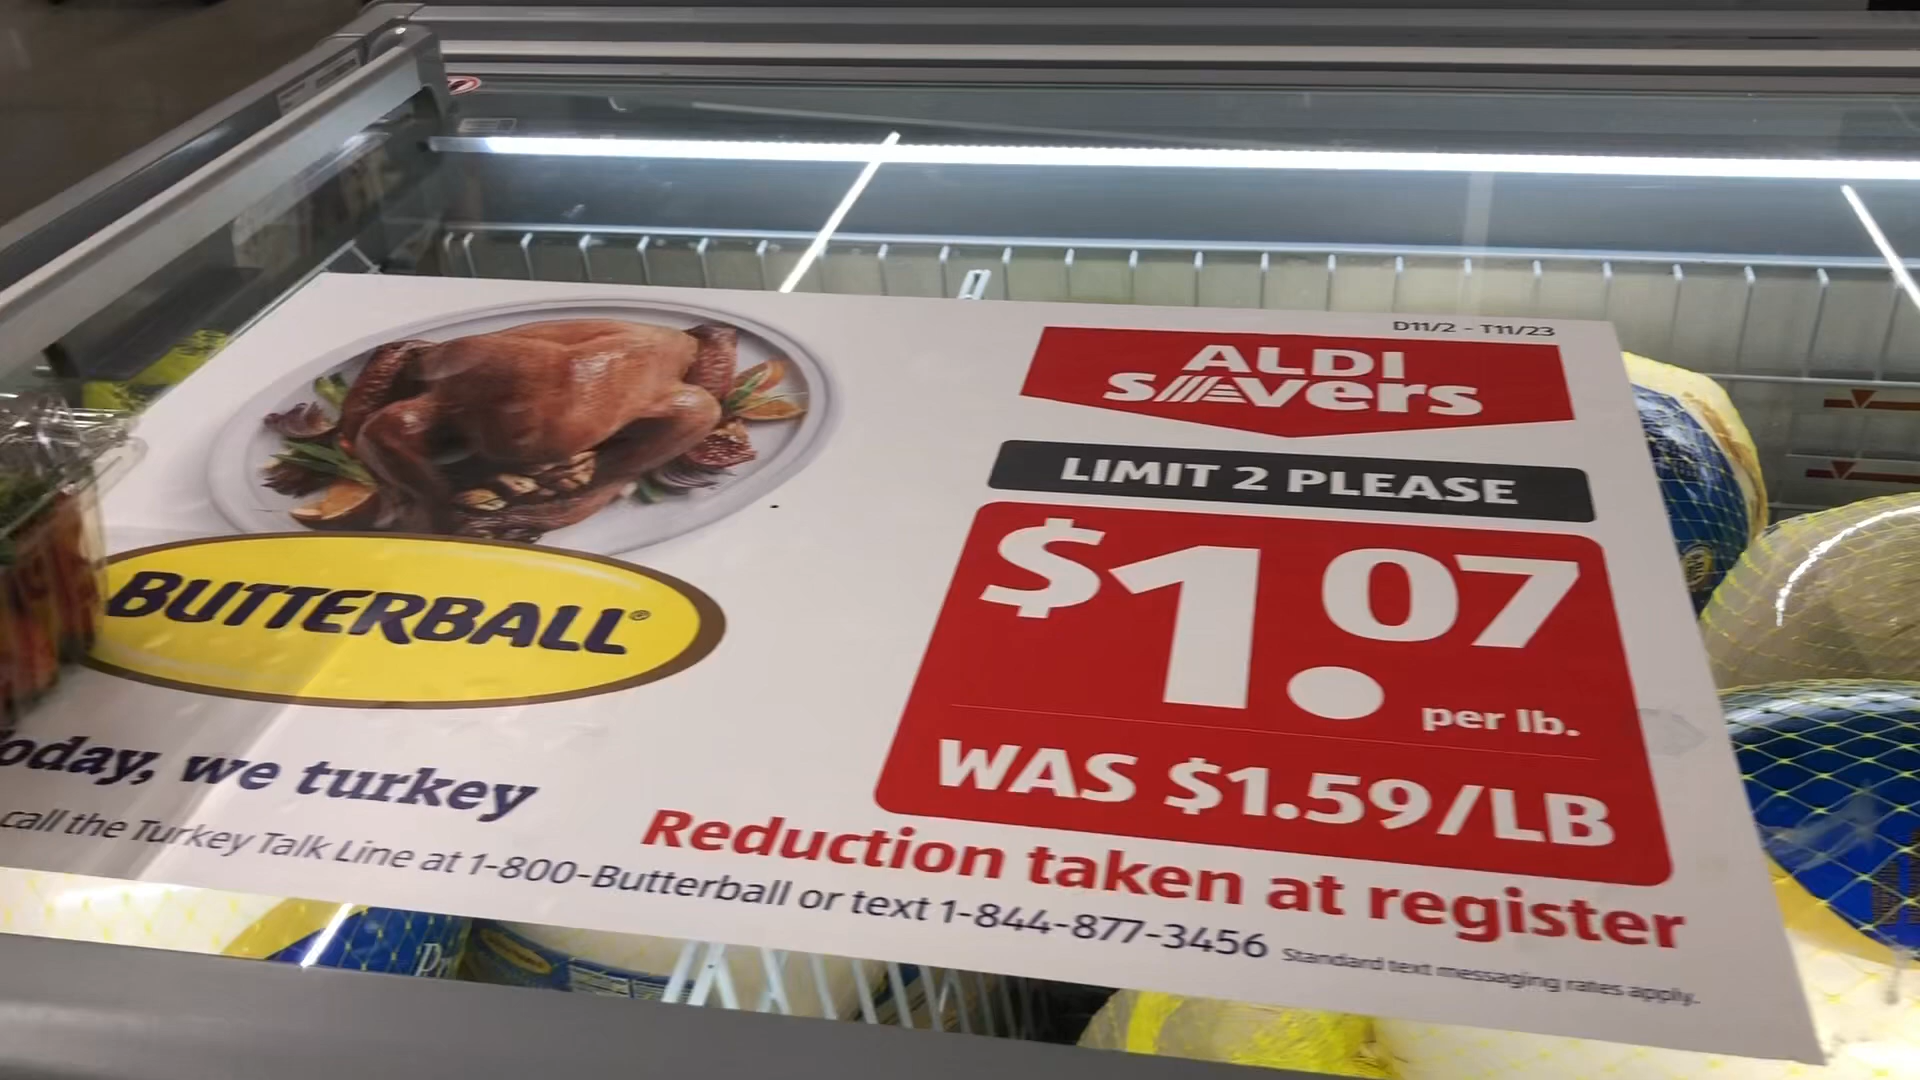 D11/2 - T11/23
ALDI
savers
LIMIT 2 PLEASE
$1.07
per lb.
WAS $1.59/LB
BUTTERBALL®
oday, we turkey
Reduction taken at register
call the Turkey Talk Line at 1-800-Butterball or text 1-844-877-3456 Standard text messaging rates apply.